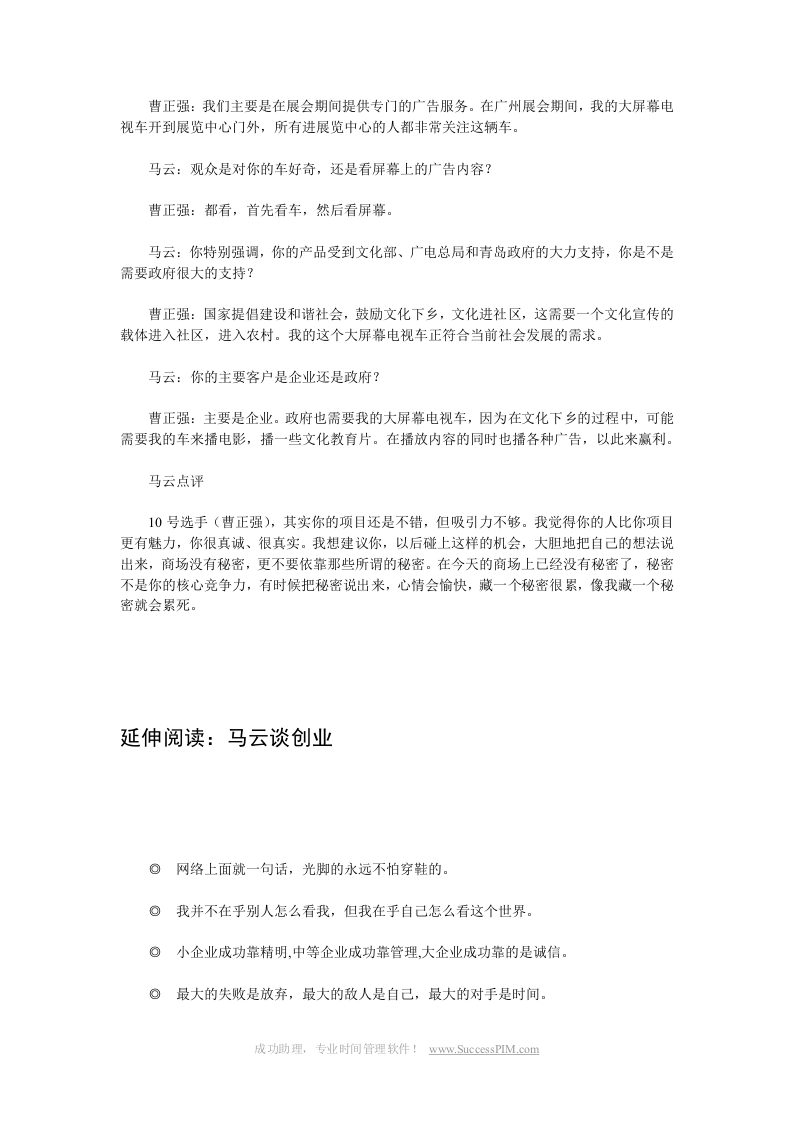 曹正强：我们主要是在展会期间提供专门的广告服务。在广州展会期间，我的大屏幕电
视车开到展览中心门外，所有进展览中心的人都非常关注这辆车。
马云：观众是对你的车好奇，还是看屏幕上的广告内容？
曹正强：都看，首先看车，然后看屏幕。
马云：你特别强调，你的产品受到文化部、广电总局和青岛政府的大力支持，你是不是
需要政府很大的支持？
曹正强：国家提倡建设和谐社会，鼓励文化下乡，文化进社区，这需要一个文化宣传的
载体进入社区，进入农村。我的这个大屏幕电视车正符合当前社会发展的需求。
马云：你的主要客户是企业还是政府？
曹正强：主要是企业。政府也需要我的大屏幕电视车，因为在文化下乡的过程中，可能
需要我的车来播电影，播一些文化教育片。在播放内容的同时也播各种广告，以此来赢利。
马云点评
10 号选手（曹正强），其实你的项目还是不错，但吸引力不够。我觉得你的人比你项目
更有魅力，你很真诚、很真实。我想建议你，以后碰上这样的机会，大胆地把自己的想法说
出来，商场没有秘密，更不要依靠那些所谓的秘密。在今天的商场上已经没有秘密了，秘密
不是你的核心竞争力，有时候把秘密说出来，心情会愉快，藏一个秘密很累，像我藏一个秘
密就会累死。
延伸阅读：马云谈创业
◎ 网络上面就一句话，光脚的永远不怕穿鞋的。
◎ 我并不在乎别人怎么看我，但我在乎自己怎么看这个世界。
◎ 小企业成功靠精明,中等企业成功靠管理,大企业成功靠的是诚信。
◎ 最大的失败是放弃，最大的敌人是自己，最大的对手是时间。
成功助理，专业时间管理软件！ www.SuccessPIM.com